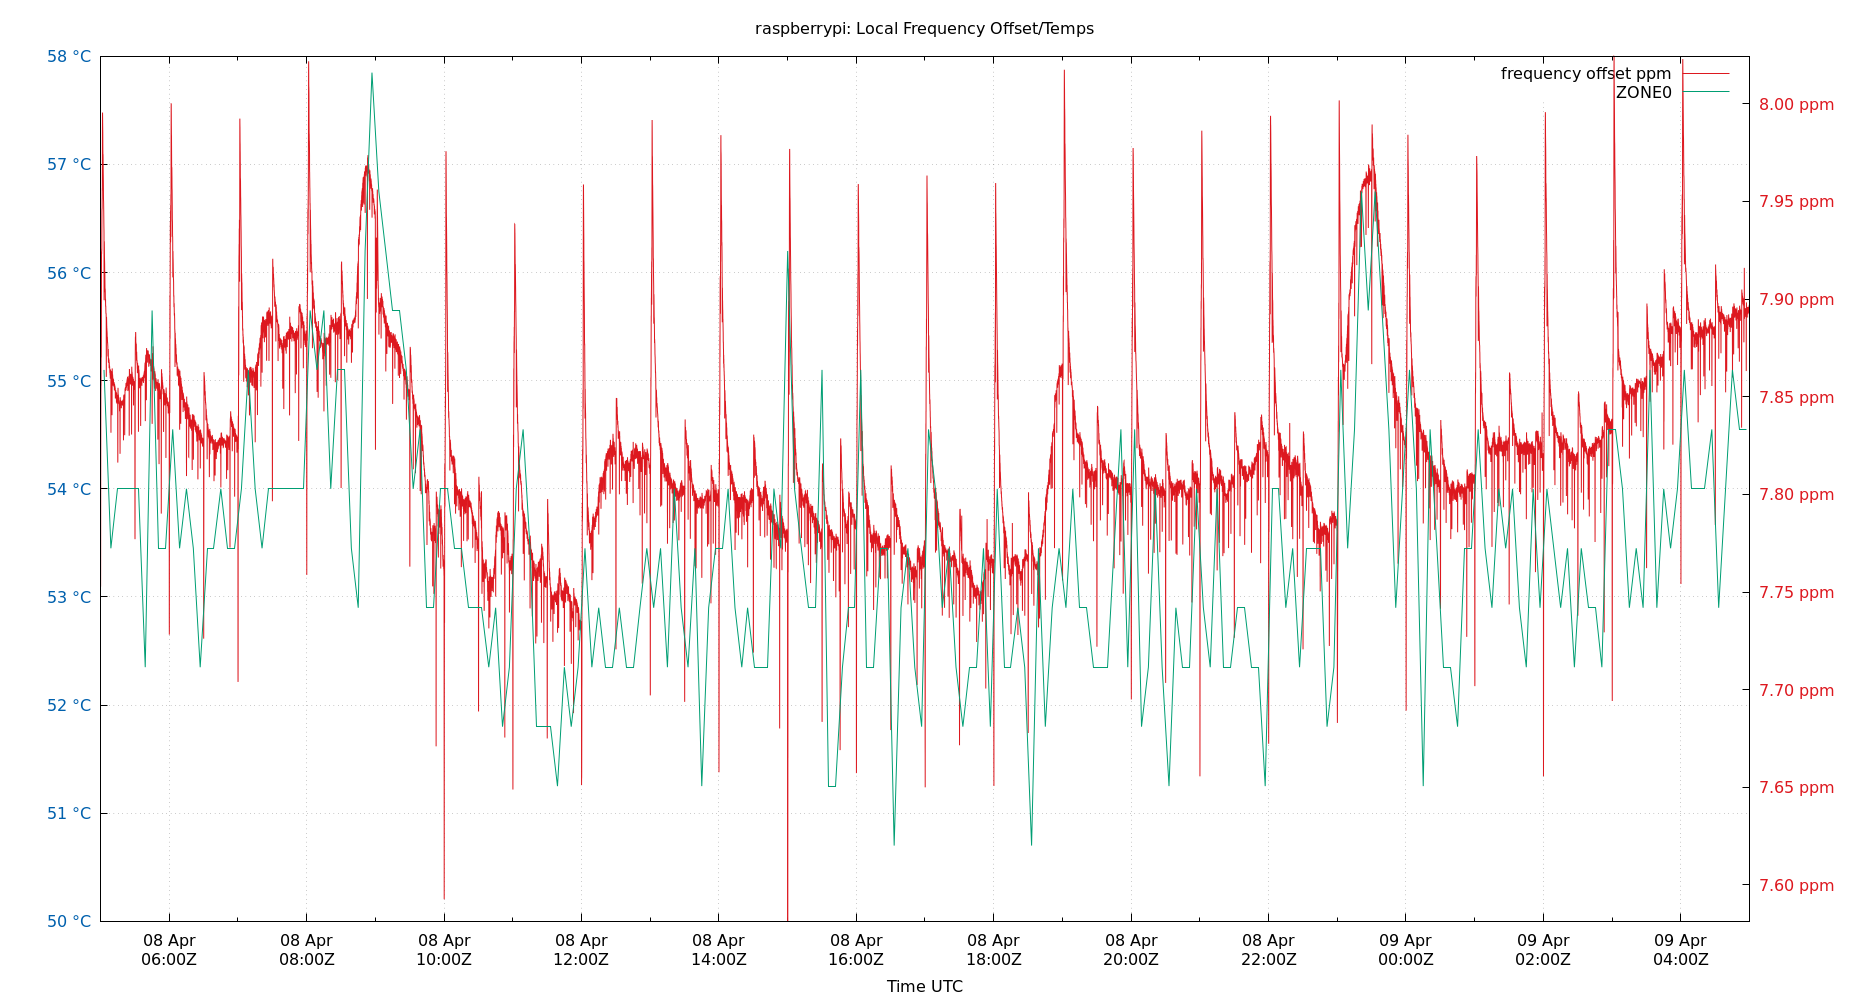 raspberrypi: Local Frequency Offset/Temps
frequency offset ppm
ZONE0
58 °C
57 °C
56 °C
55 °C
54 °C
53 °C
52 °C
51 °C
50 °C
8.00 ppm
7.95 ppm
7.90 ppm
7.85 ppm
7.80 ppm
7.75 ppm
7.70 ppm
7.65 ppm
7.60 ppm
08 Apr
06:00Z
08 Apr
08:00Z
08 Apr
10:00Z
08 Apr
12:00Z
08 Apr
14:00Z
08 Apr
16:00Z
08 Apr
18:00Z
08 Apr
20:00Z
08 Apr
22:00Z
09 Apr
00:00Z
09 Apr
02:00Z
09 Apr
04:00Z
Time UTC